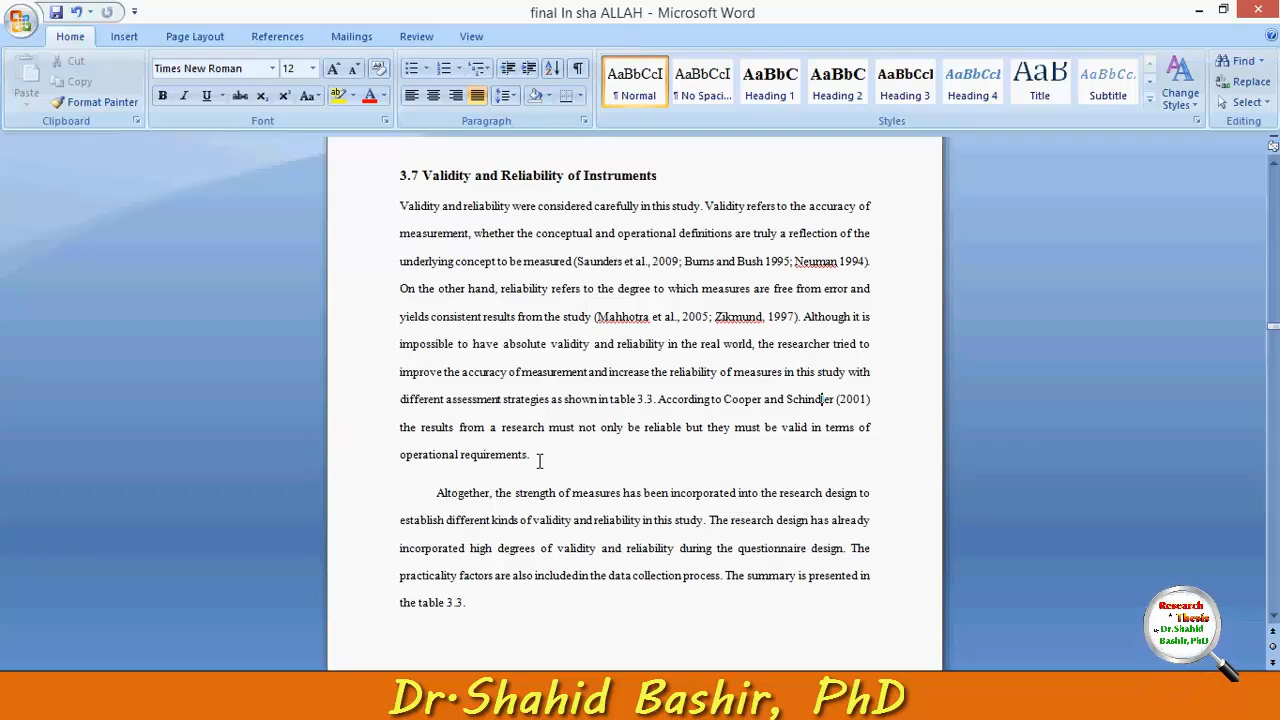 final In sha ALLAH - Microsoft Word
Home Insert Page Layout References Mailings Review View
Paste
Cut
Copy
Format Painter
Clipboard
Times New Roman 12
B I U abc x₂ x² Aa
Font
Paragraph
AaBbCcI AaBbCcI AaBbC AaBbC AaBbCcl AaBbCcl AaB AaBbCc.
¶ Normal ¶ No Spaci... Heading 1 Heading 2 Heading 3 Heading 4 Title Subtitle
Change Styles
Styles
Find
Replace
Select
Editing
3.7 Validity and Reliability of Instruments
Validity and reliability were considered carefully in this study. Validity refers to the accuracy of
measurement, whether the conceptual and operational definitions are truly a reflection of the
underlying concept to be measured (Saunders et al., 2009; Burns and Bush 1995; Neuman 1994).
On the other hand, reliability refers to the degree to which measures are free from error and
yields consistent results from the study (Mahhotra et al., 2005; Zikmund, 1997). Although it is
impossible to have absolute validity and reliability in the real world, the researcher tried to
improve the accuracy of measurement and increase the reliability of measures in this study with
different assessment strategies as shown in table 3.3. According to Cooper and Schindler (2001)
the results from a research must not only be reliable but they must be valid in terms of
operational requirements.
Altogether, the strength of measures has been incorporated into the research design to
establish different kinds of validity and reliability in this study. The research design has already
incorporated high degrees of validity and reliability during the questionnaire design. The
practicality factors are also included in the data collection process. The summary is presented in
the table 3.3.
Research
Thesis
By Dr.Shahid
Bashir, PhD
Dr.Shahid Bashir, PhD